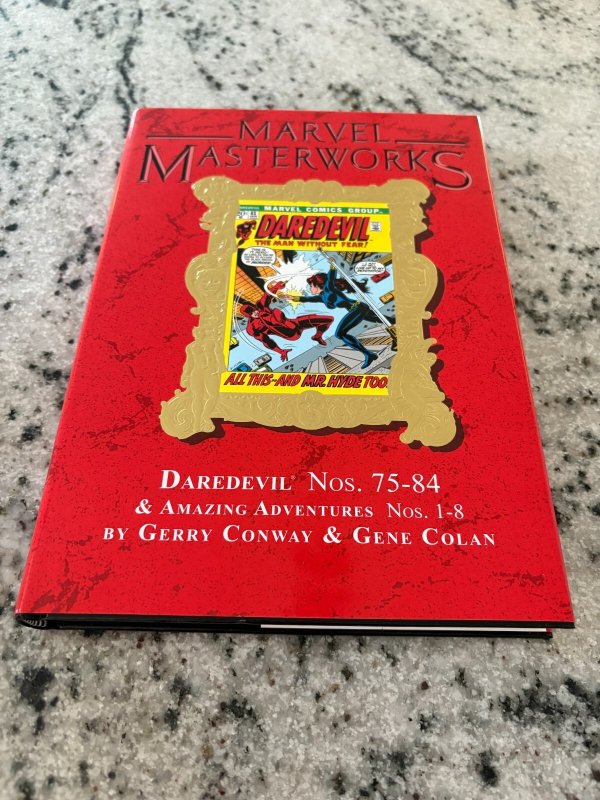 MARVEL
MASTERWORKS
MARVEL COMICS GROUP
DAREDEVIL
THE MAN WITHOUT FEAR!
ALL THIS-AND MR. HYDE TOO
DAREDEVIL Nos. 75-84
& AMAZING ADVENTURES Nos. 1-8
BY GERRY CONWAY & GENE COLAN